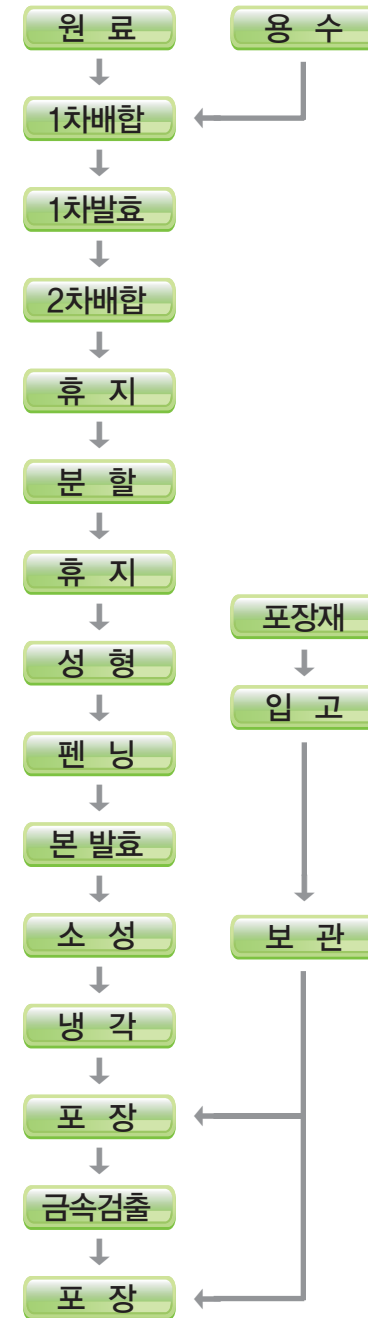 원 료
용 수
1차배합
1차발효
2차배합
휴 지
분 할
휴 지
포장재
성 형
입 고
펜 닝
본 발효
소 성
보 관
냉 각
포 장
금속검출
포 장